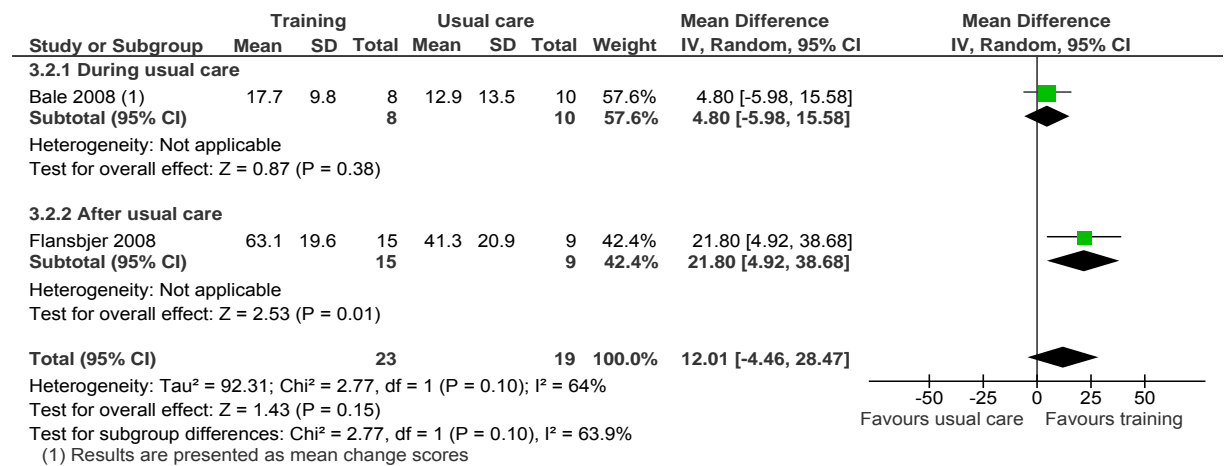 Training Usual care Mean Difference Mean Difference
Study or Subgroup Mean SD Total Mean SD Total Weight IV, Random, 95% CI IV, Random, 95% CI
3.2.1 During usual care
Bale 2008 (1) 17.7 9.8 8 12.9 13.5 10 57.6% 4.80 [-5.98, 15.58]
Subtotal (95% CI) 8 10 57.6% 4.80 [-5.98, 15.58]
Heterogeneity: Not applicable
Test for overall effect: Z = 0.87 (P = 0.38)
3.2.2 After usual care
Flansbjer 2008 63.1 19.6 15 41.3 20.9 9 42.4% 21.80 [4.92, 38.68]
Subtotal (95% CI) 15 9 42.4% 21.80 [4.92, 38.68]
Heterogeneity: Not applicable
Test for overall effect: Z = 2.53 (P = 0.01)
Total (95% CI) 23 19 100.0% 12.01 [-4.46, 28.47]
Heterogeneity: Tau² = 92.31; Chi² = 2.77, df = 1 (P = 0.10); I² = 64%
Test for overall effect: Z = 1.43 (P = 0.15)
Test for subgroup differences: Chi² = 2.77, df = 1 (P = 0.10), I² = 63.9%
(1) Results are presented as mean change scores
-50 -25 0 25 50
Favours usual care Favours training